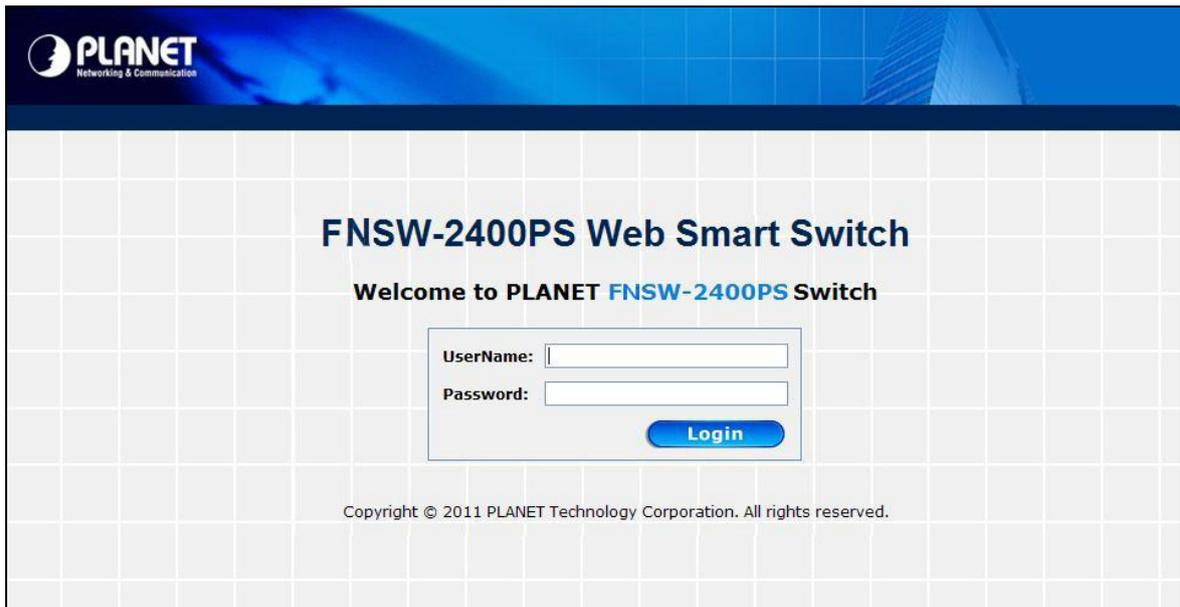 PLANET
Networking & Communication
FNSW-2400PS Web Smart Switch
Welcome to PLANET FNSW-2400PS Switch
UserName:
Password:
Login
Copyright © 2011 PLANET Technology Corporation. All rights reserved.